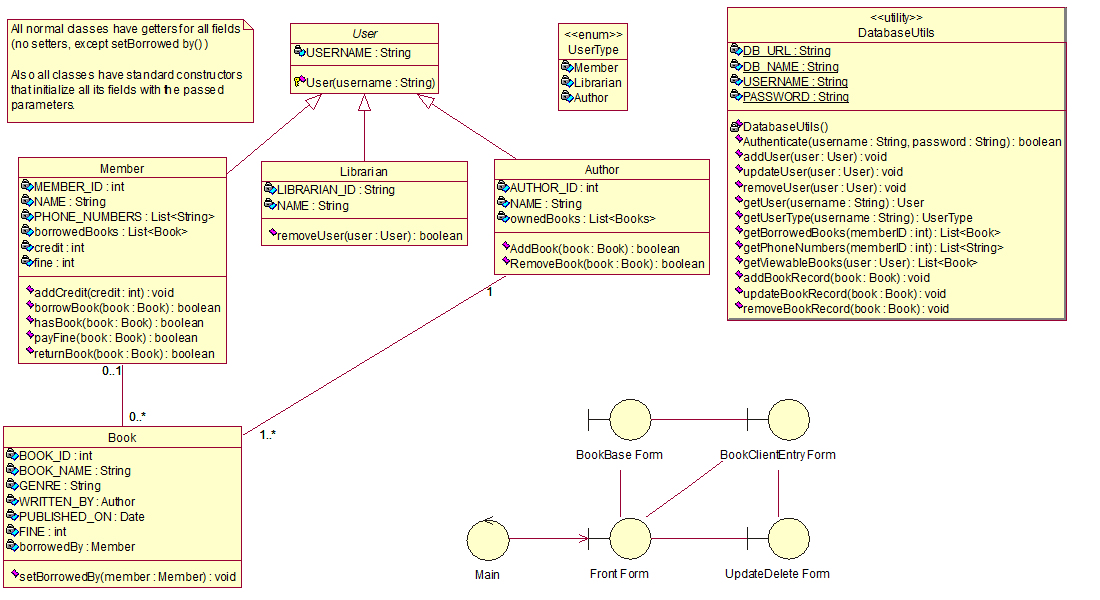 All normal classes have getters for all fields
(no setters, except setBorrowed by() )
Also all classes have standard constructors
that initialize all its fields with the passed
parameters.
User
USERNAME : String
User(username : String)
<<enum>>
UserType
Member
Librarian
Author
<<utility>>
DatabaseUtils
DB_URL : String
DB_NAME : String
USERNAME : String
PASSWORD : String
DatabaseUtils()
Authenticate(username : String, password : String) : boolean
addUser(user : User) : void
updateUser(user : User) : void
removeUser(user : User) : void
getUser(username : String) : User
getUserType(username : String) : UserType
getBorrowedBooks(memberID : int) : List<Book>
getPhoneNumbers(memberID : int) : List<String>
getViewableBooks(user : User) : List<Book>
addBookRecord(book : Book) : void
updateBookRecord(book : Book) : void
removeBookRecord(book : Book) : void
Member
MEMBER_ID : int
NAME : String
PHONE_NUMBERS : List<String>
borrowedBooks : List<Book>
credit : int
fine : int
addCredit(credit : int) : void
borrowBook(book : Book) : boolean
hasBook(book : Book) : boolean
payFine(book : Book) : boolean
returnBook(book : Book) : boolean
Librarian
LIBRARIAN_ID : String
NAME : String
removeUser(user : User) : boolean
Author
AUTHOR_ID : int
NAME : String
ownedBooks : List<Books>
AddBook(book : Book) : boolean
RemoveBook(book : Book) : boolean
1
0..1
0..*
1..*
Book
BOOK_ID : int
BOOK_NAME : String
GENRE : String
WRITTEN_BY : Author
PUBLISHED_ON : Date
FINE : int
borrowedBy : Member
setBorrowedBy(member : Member) : void
BookBase Form
BookClientEntry Form
Main
Front Form
UpdateDelete Form